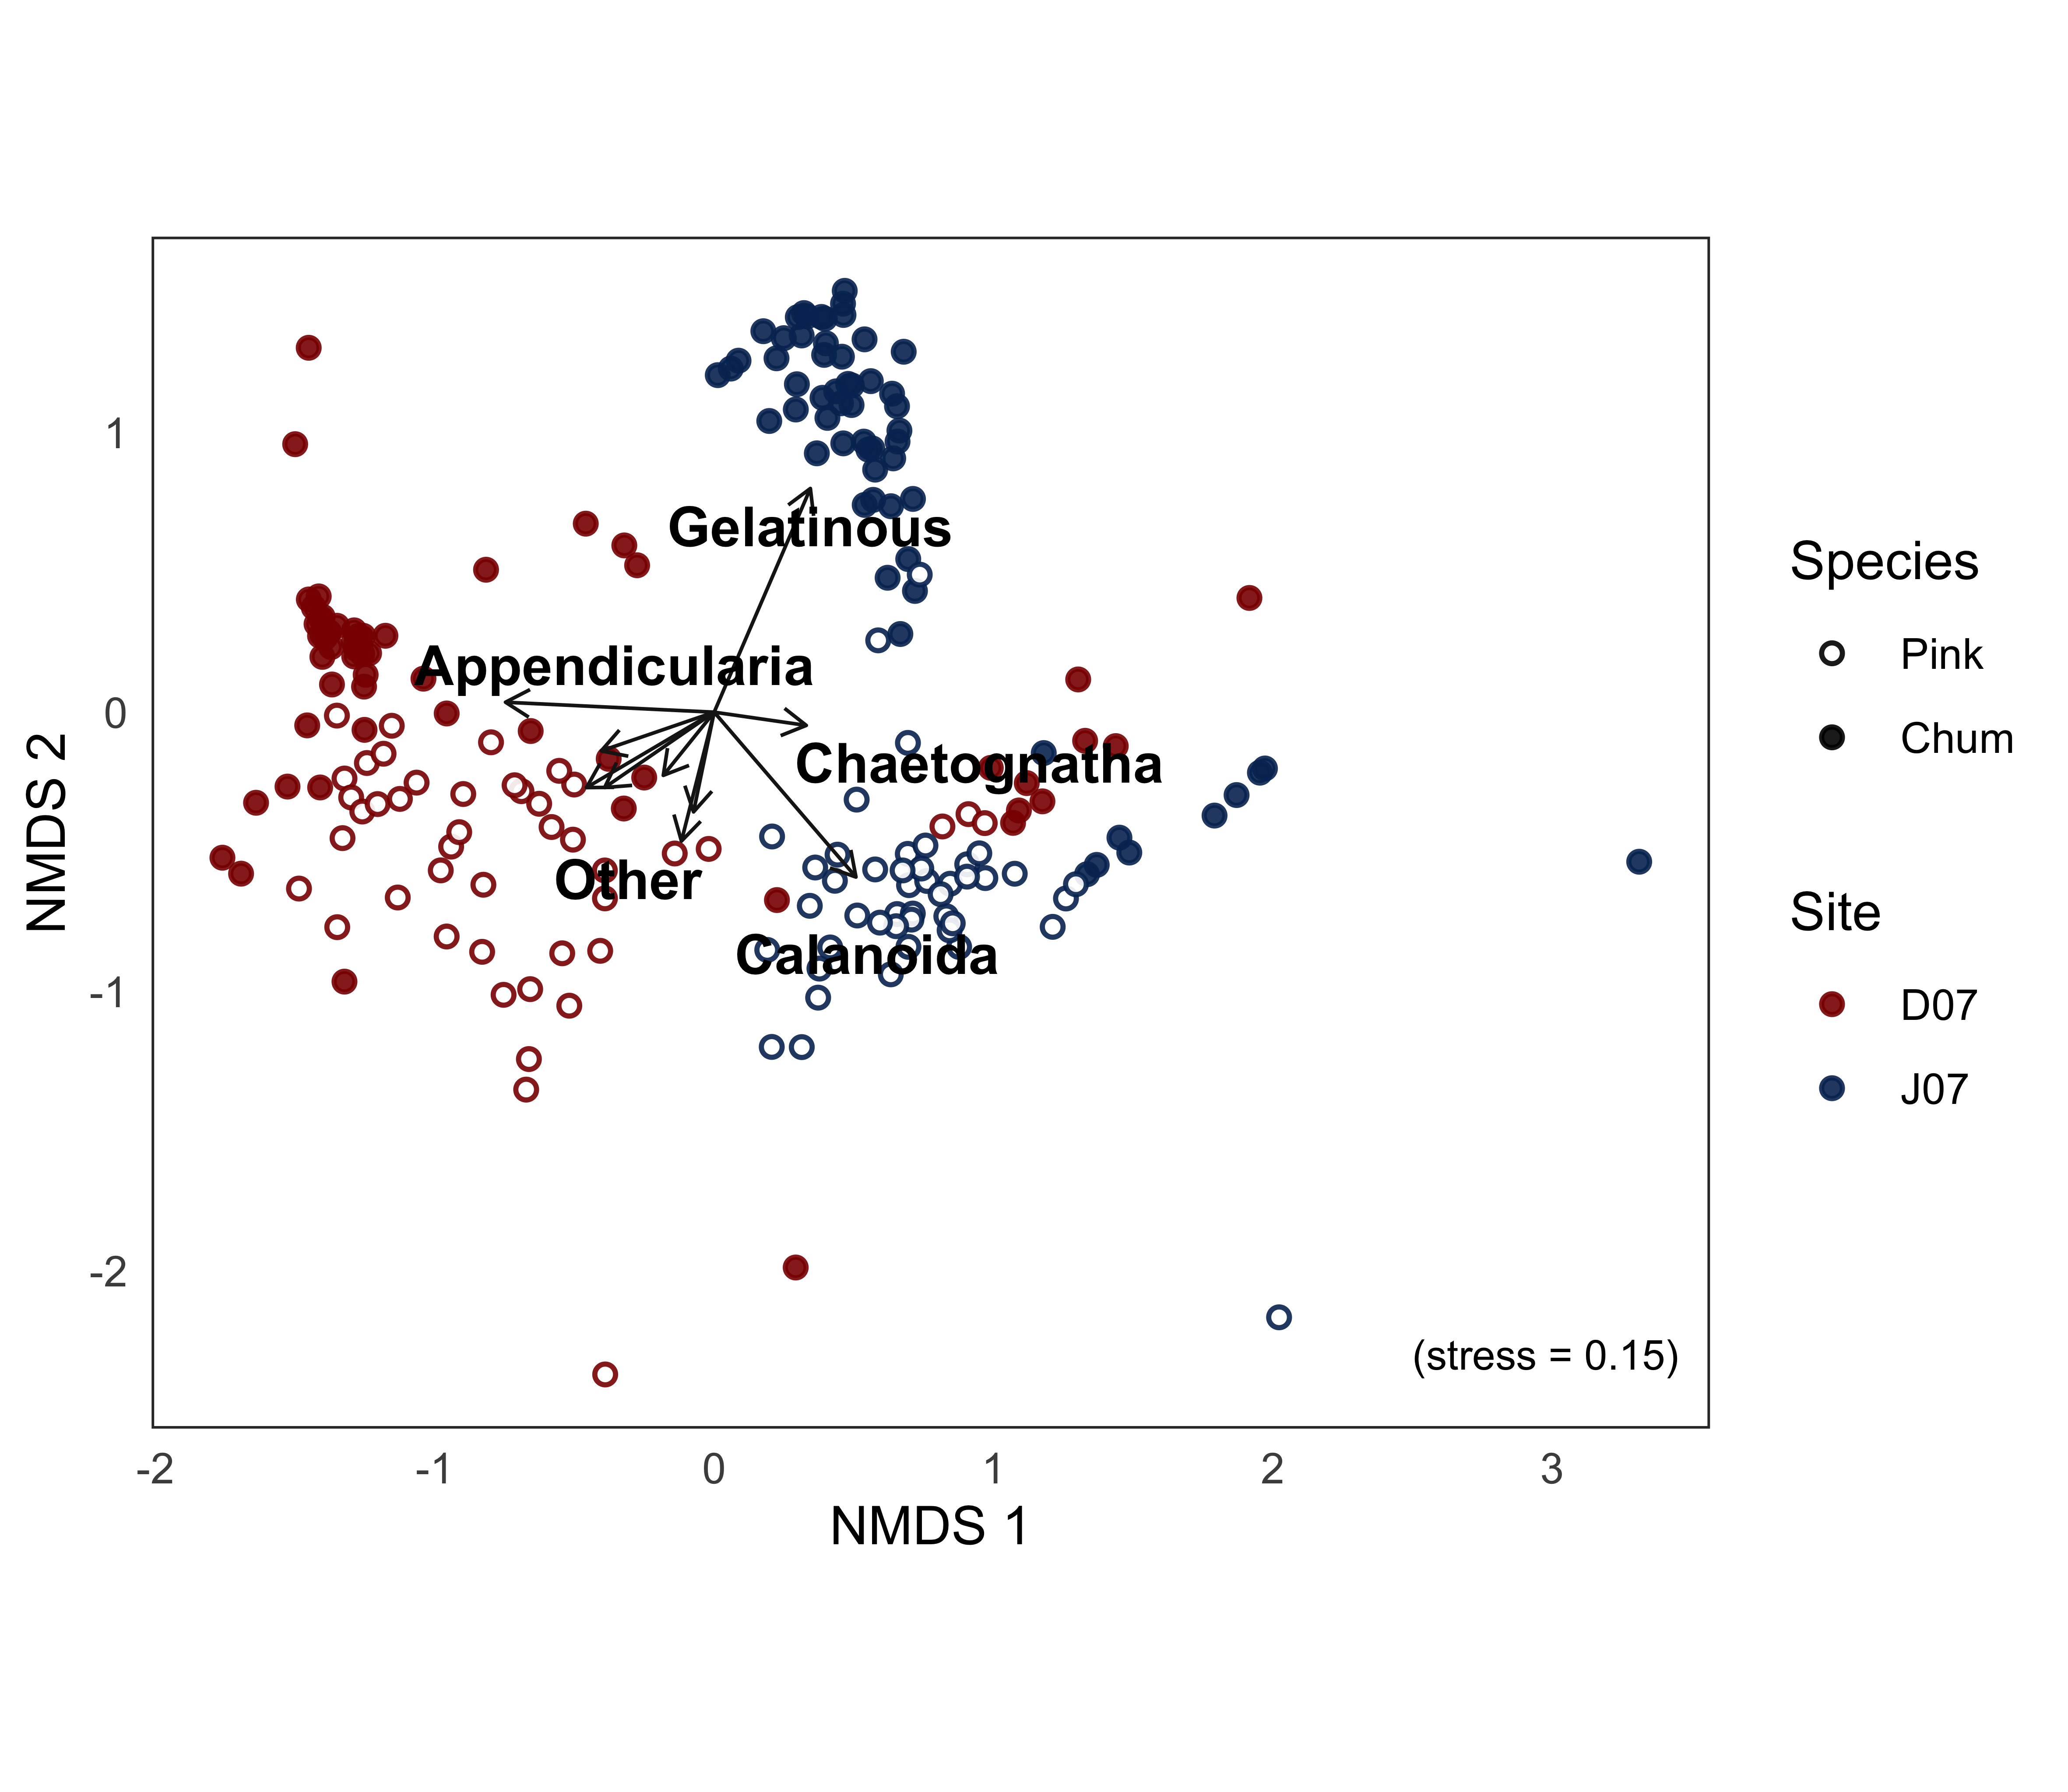 NMDS 2
1
0
-1
-2
Gelatinous
Appendicularia
Chaetognatha
Other
Calanoida
(stress = 0.15)
-2
-1
0
1
2
3
NMDS 1
Species
Pink
Chum
Site
D07
J07